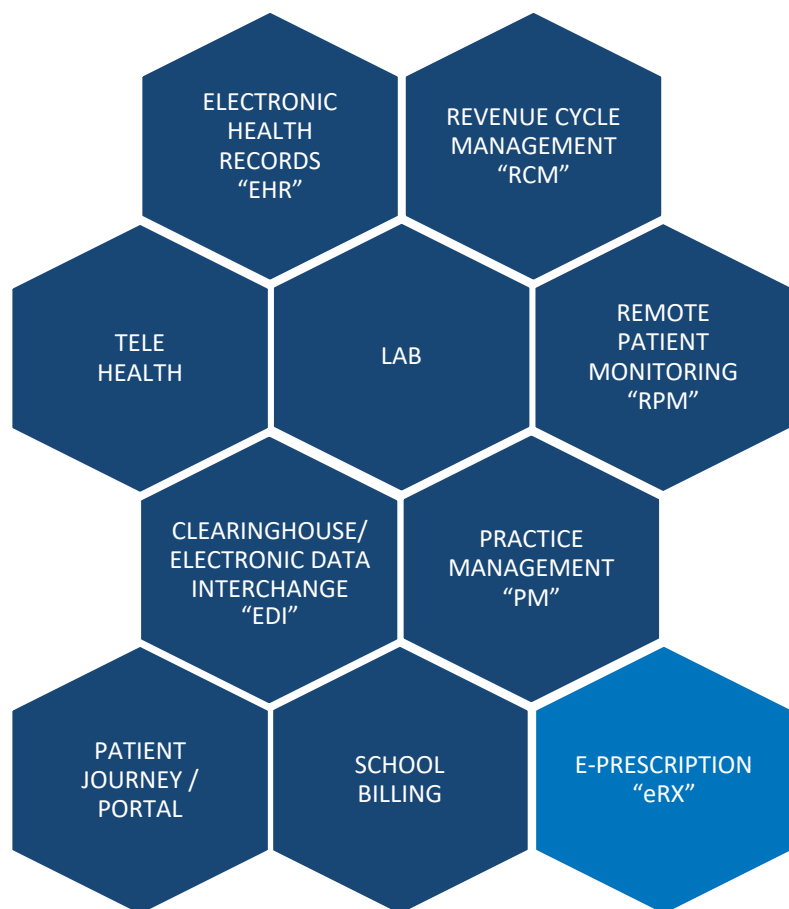 ELECTRONIC
HEALTH
RECORDS
“EHR”
REVENUE CYCLE
MANAGEMENT
“RCM”
TELE
HEALTH
LAB
REMOTE
PATIENT
MONITORING
“RPM”
CLEARINGHOUSE/
ELECTRONIC DATA
INTERCHANGE
“EDI”
PRACTICE
MANAGEMENT
“PM”
PATIENT
JOURNEY /
PORTAL
SCHOOL
BILLING
E-PRESCRIPTION
“eRX”